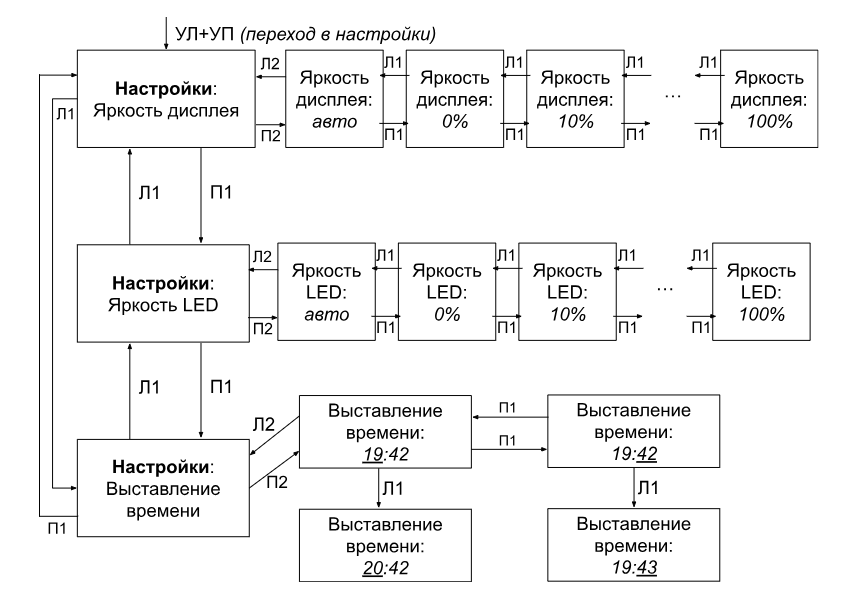 УЛ+УП (переход в настройки)
Настройки:
Яркость дисплея
Л2
П2
Яркость
дисплея:
авто
Л1
П1
Яркость
дисплея:
0%
Л1
П1
Яркость
дисплея:
10%
Л1
П1
...
Л1
П1
Яркость
дисплея:
100%
Л1
Л1
П1
Настройки:
Яркость LED
Л2
П2
Яркость
LED:
авто
Л1
П1
Яркость
LED:
0%
Л1
П1
Яркость
LED:
10%
Л1
П1
...
Л1
П1
Яркость
LED:
100%
Л1
П1
Настройки:
Выставление
времени
П1
Л2
П2
Выставление
времени:
19:42
П1
П1
Выставление
времени:
19:42
Л1
Л1
Выставление
времени:
20:42
Выставление
времени:
19:43